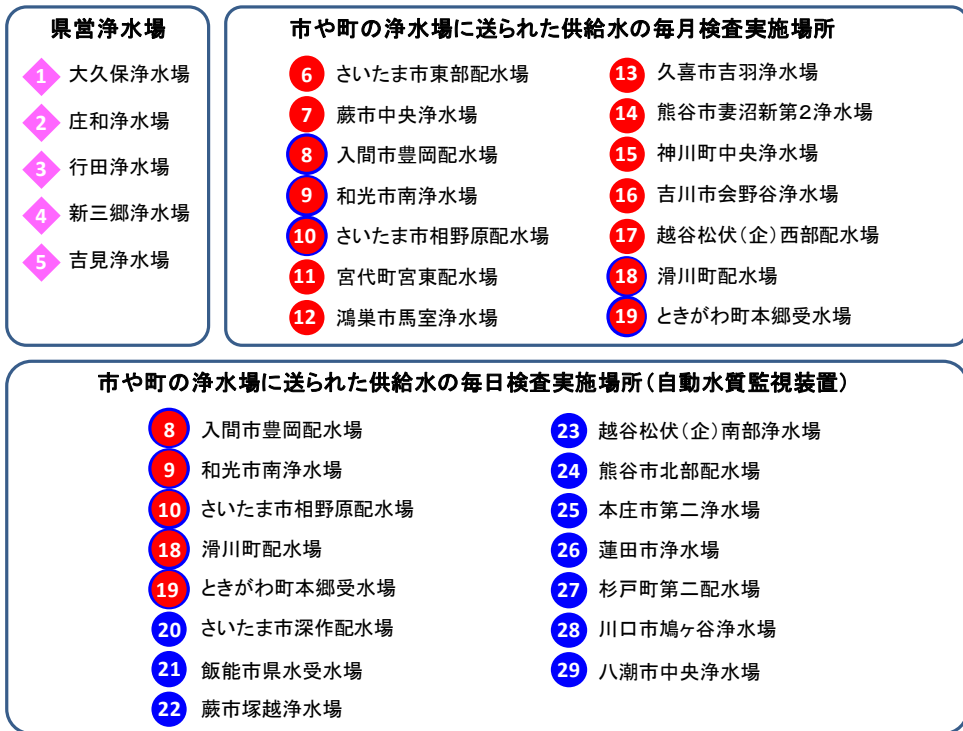 県営浄水場
1 大久保浄水場
2 庄和浄水場
3 行田浄水場
4 新三郷浄水場
5 吉見浄水場
市や町の浄水場に送られた供給水の毎月検査実施場所
6 さいたま市東部配水場
7 蕨市中央浄水場
8 入間市豊岡配水場
9 和光市南浄水場
10 さいたま市相野原配水場
11 宮代町宮東配水場
12 鴻巣市馬室浄水場
13 久喜市吉羽浄水場
14 熊谷市妻沼新第2浄水場
15 神川町中央浄水場
16 吉川市会野谷浄水場
17 越谷松伏(企)西部配水場
18 滑川町配水場
19 ときがわ町本郷受水場
市や町の浄水場に送られた供給水の毎日検査実施場所(自動水質監視装置)
8 入間市豊岡配水場
9 和光市南浄水場
10 さいたま市相野原配水場
18 滑川町配水場
19 ときがわ町本郷受水場
20 さいたま市深作配水場
21 飯能市県水受水場
22 蕨市塚越浄水場
23 越谷松伏(企)南部浄水場
24 熊谷市北部配水場
25 本庄市第二浄水場
26 蓮田市浄水場
27 杉戸町第二配水場
28 川口市鳩ヶ谷浄水場
29 八潮市中央浄水場